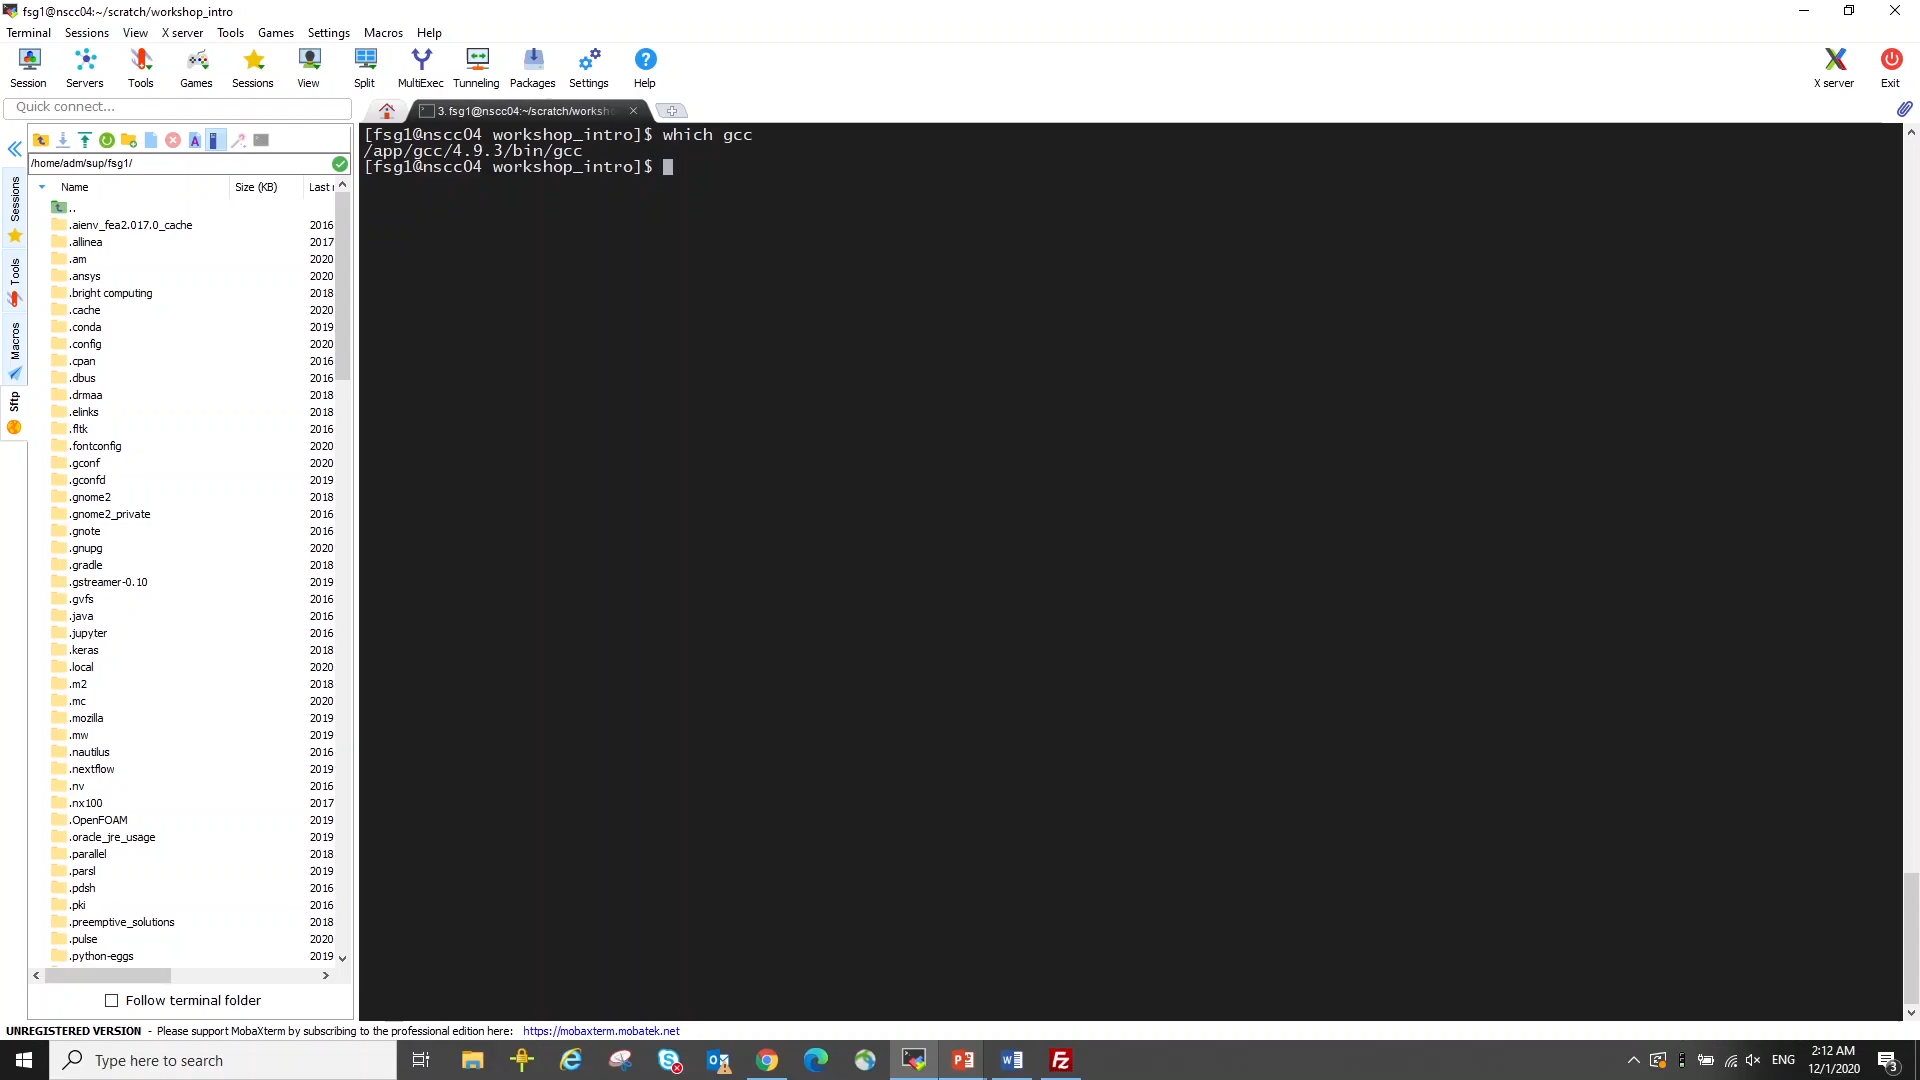 fsg1@nscc04:~/scratch/workshop_intro
Terminal Sessions View X server Tools Games Settings Macros Help
Session Servers Tools Games Sessions View Split MultiExec Tunneling Packages Settings Help X server Exit
Quick connect...
3. fsg1@nscc04:~/scratch/worksh
/home/adm/sup/fsg1/
Name Size (KB) Last
..
.aienv_fea2.017.0_cache 2016
.allinea 2017
.am 2020
.ansys 2020
.bright computing 2018
.cache 2020
.conda 2019
.config 2020
.cpan 2016
.dbus 2016
.drmaa 2018
.elinks 2018
.fltk 2016
.fontconfig 2020
.gconf 2020
.gconfd 2019
.gnome2 2018
.gnome2_private 2016
.gnote 2016
.gnupg 2020
.gradle 2018
.gstreamer-0.10 2019
.gvfs 2016
.java 2016
.jupyter 2016
.keras 2018
.local 2020
.m2 2018
.mc 2020
.mozilla 2019
.mw 2019
.nautilus 2016
.nextflow 2019
.nv 2016
.nx100 2017
.OpenFOAM 2019
.oracle_jre_usage 2019
.parallel 2018
.parsl 2019
.pdsh 2016
.pki 2016
.preemptive_solutions 2018
.pulse 2020
.python-eggs 2019
Follow terminal folder
Sessions
Tools
Macros
Sftp
[fsg1@nscc04 workshop_intro]$ which gcc
/app/gcc/4.9.3/bin/gcc
[fsg1@nscc04 workshop_intro]$
UNREGISTERED VERSION - Please support MobaXterm by subscribing to the professional edition here: https://mobaxterm.mobatek.net
Type here to search
ENG
2:12 AM
12/1/2020
3